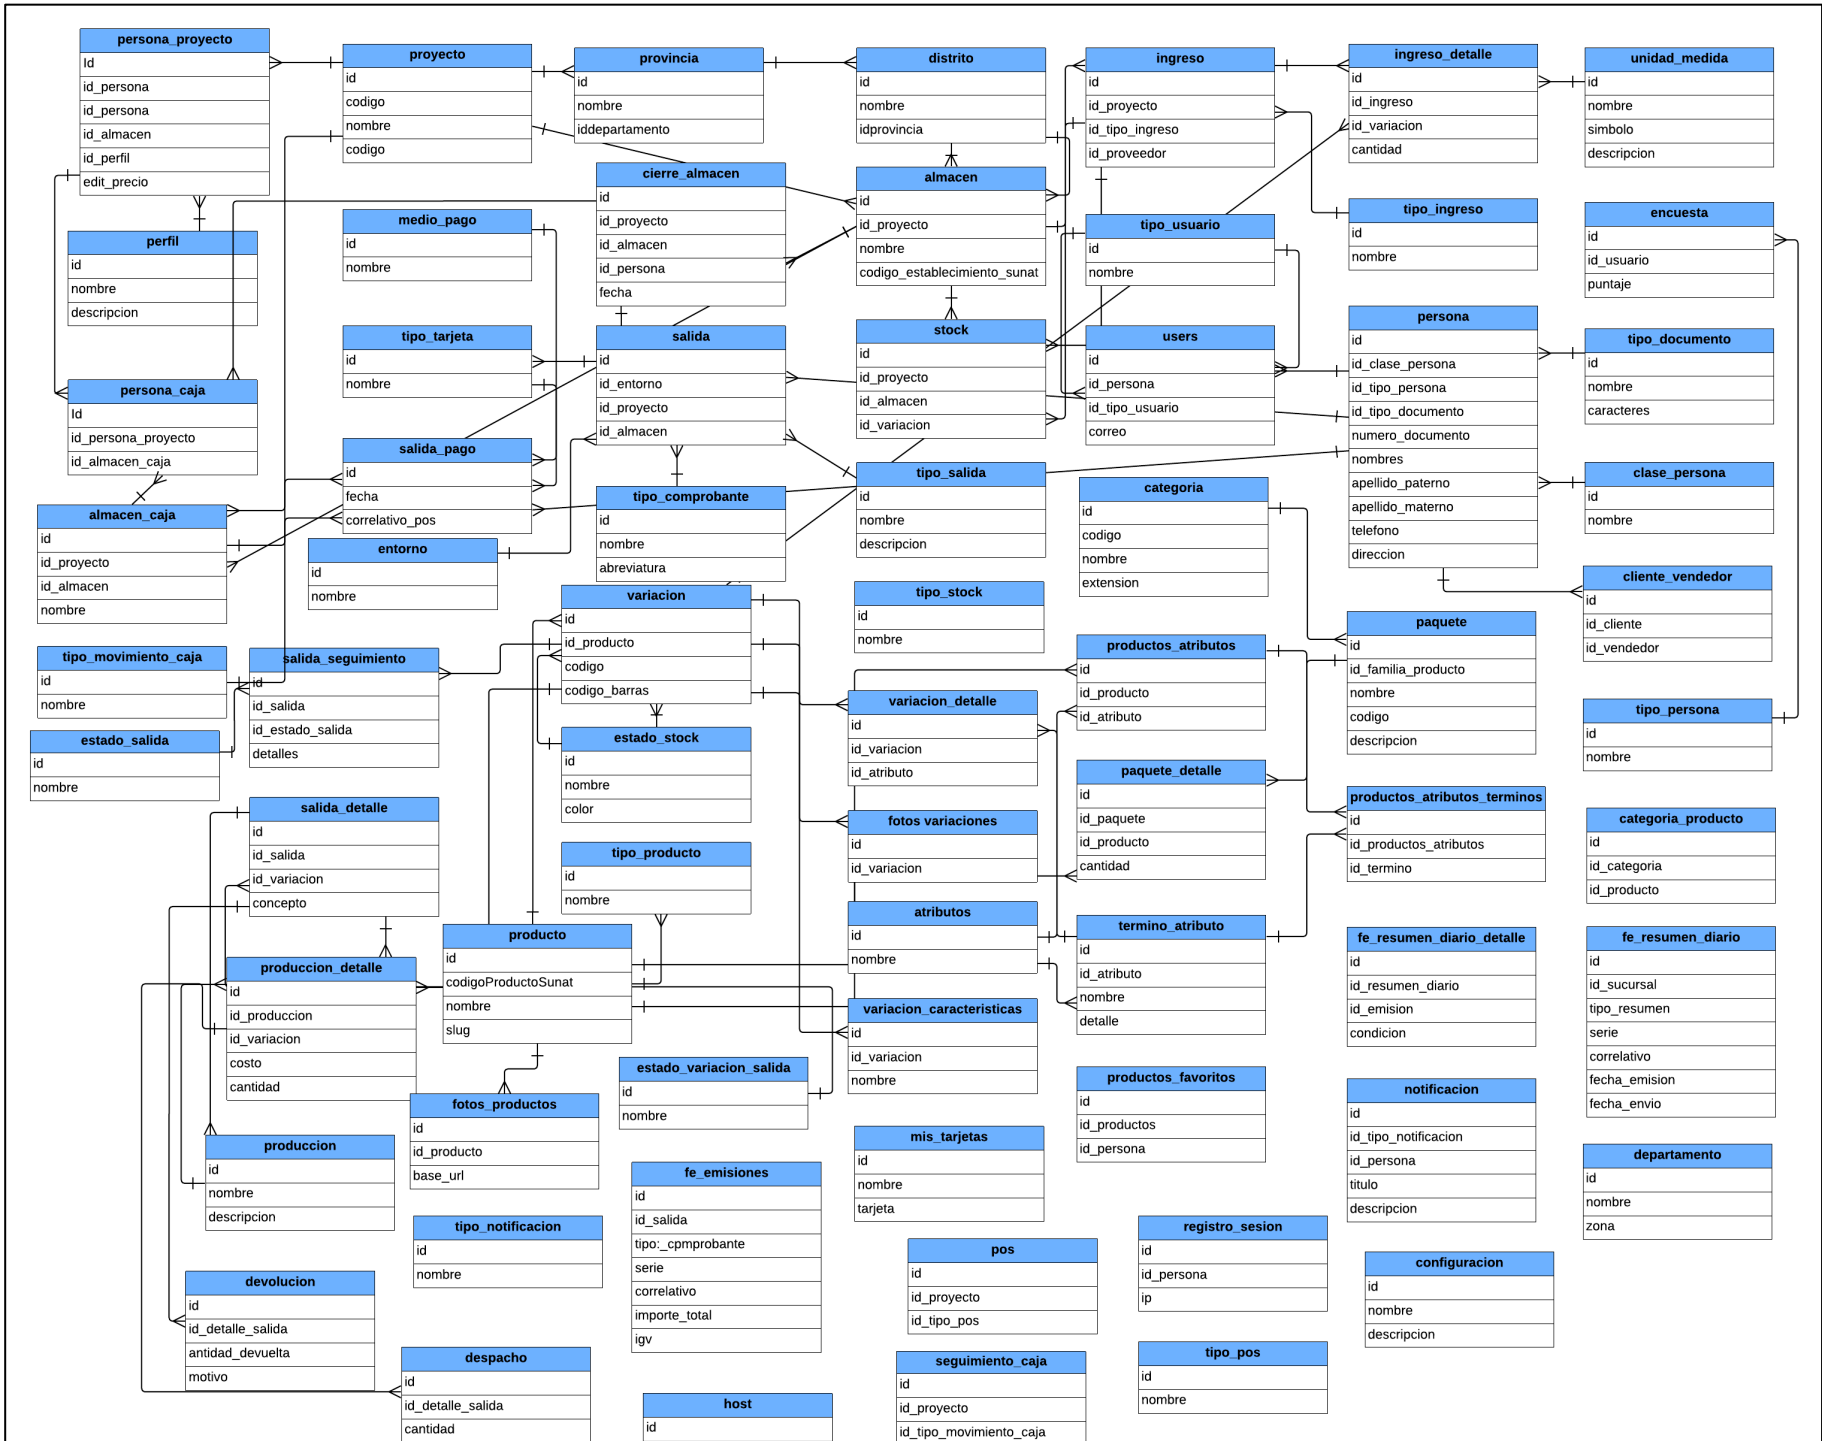 persona_proyecto
Id
id_persona
id_persona
id_almacen
id_perfil
edit_precio
proyecto
id
codigo
nombre
codigo
provincia
id
nombre
iddepartamento
distrito
id
nombre
idprovincia
ingreso
id
id_proyecto
id_tipo_ingreso
id_proveedor
ingreso_detalle
id
id_ingreso
id_variacion
cantidad
unidad_medida
id
nombre
simbolo
descripcion
perfil
id
nombre
descripcion
medio_pago
id
nombre
cierre_almacen
id
id_proyecto
id_almacen
id_persona
fecha
almacen
id
id_proyecto
nombre
codigo_establecimiento_sunat
tipo_usuario
id
nombre
tipo_ingreso
id
nombre
encuesta
id
id_usuario
puntaje
tipo_tarjeta
id
nombre
salida
id
id_entorno
id_proyecto
id_almacen
stock
id
id_proyecto
id_almacen
id_variacion
users
id
id_persona
id_tipo_usuario
correo
persona
id
id_clase_persona
id_tipo_persona
id_tipo_documento
numero_documento
nombres
apellido_paterno
apellido_materno
telefono
direccion
tipo_documento
id
nombre
caracteres
persona_caja
Id
id_persona_proyecto
id_almacen_caja
salida_pago
id
fecha
correlativo_pos
tipo_comprobante
id
nombre
abreviatura
tipo_salida
id
nombre
descripcion
categoria
id
codigo
nombre
extension
clase_persona
id
nombre
almacen_caja
id
id_proyecto
id_almacen
nombre
entorno
id
nombre
variacion
id
id_producto
codigo
codigo_barras
tipo_stock
id
nombre
cliente_vendedor
id
id_cliente
id_vendedor
tipo_movimiento_caja
id
nombre
salida_seguimiento
id
id_salida
id_estado_salida
detalles
productos_atributos
id
id_producto
id_atributo
paquete
id
id_familia_producto
nombre
codigo
descripcion
estado_salida
id
nombre
estado_stock
id
nombre
color
variacion_detalle
id
id_variacion
id_atributo
tipo_persona
id
nombre
salida_detalle
id
id_salida
id_variacion
concepto
tipo_producto
id
nombre
fotos variaciones
id
id_variacion
paquete_detalle
id
id_paquete
id_producto
cantidad
productos_atributos_terminos
id
id_productos_atributos
id_termino
categoria_producto
id
id_categoria
id_producto
produccion_detalle
id
id_produccion
id_variacion
costo
cantidad
producto
id
codigoProductoSunat
nombre
slug
atributos
id
nombre
termino_atributo
id
id_atributo
nombre
detalle
fe_resumen_diario_detalle
id
id_resumen_diario
id_emision
condicion
fe_resumen_diario
id
id_sucursal
tipo_resumen
serie
correlativo
fecha_emision
fecha_envio
variacion_caracteristicas
id
id_variacion
nombre
estado_variacion_salida
id
nombre
fotos_productos
id
id_producto
base_url
productos_favoritos
id
id_productos
id_persona
notificacion
id
id_tipo_notificacion
id_persona
titulo
descripcion
produccion
id
nombre
descripcion
mis_tarjetas
id
nombre
tarjeta
departamento
id
nombre
zona
fe_emisiones
id
id_salida
tipo:_cpmprobante
serie
correlativo
importe_total
igv
tipo_notificacion
id
nombre
pos
id
id_proyecto
id_tipo_pos
registro_sesion
id
id_persona
ip
configuracion
id
nombre
descripcion
devolucion
id
id_detalle_salida
antidad_devuelta
motivo
despacho
id
id_detalle_salida
cantidad
host
id
seguimiento_caja
id
id_proyecto
id_tipo_movimiento_caja
tipo_pos
id
nombre